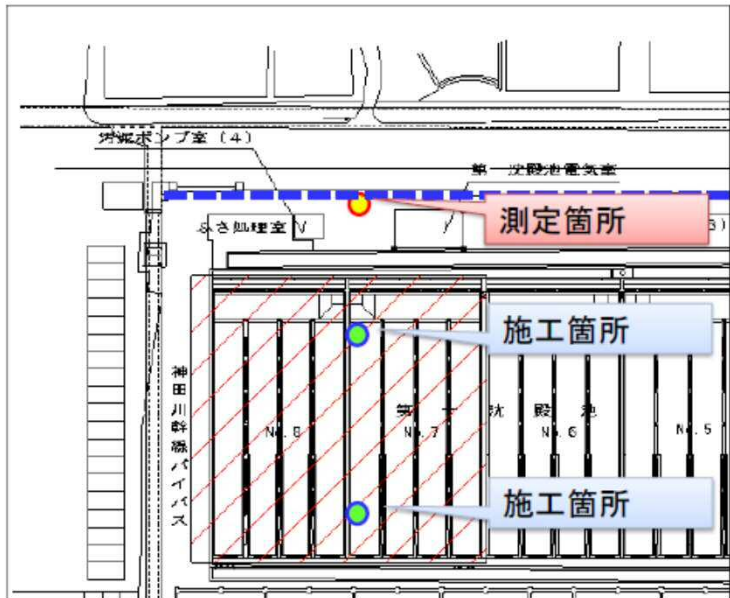 汚泥ポンプ室（4）
第一沈殿池電気室
測定箇所
3）
ふさ処理室
施工箇所
神田川幹線バイパス
第一沈殿池
No.8
No.7
No.6
No.5
施工箇所